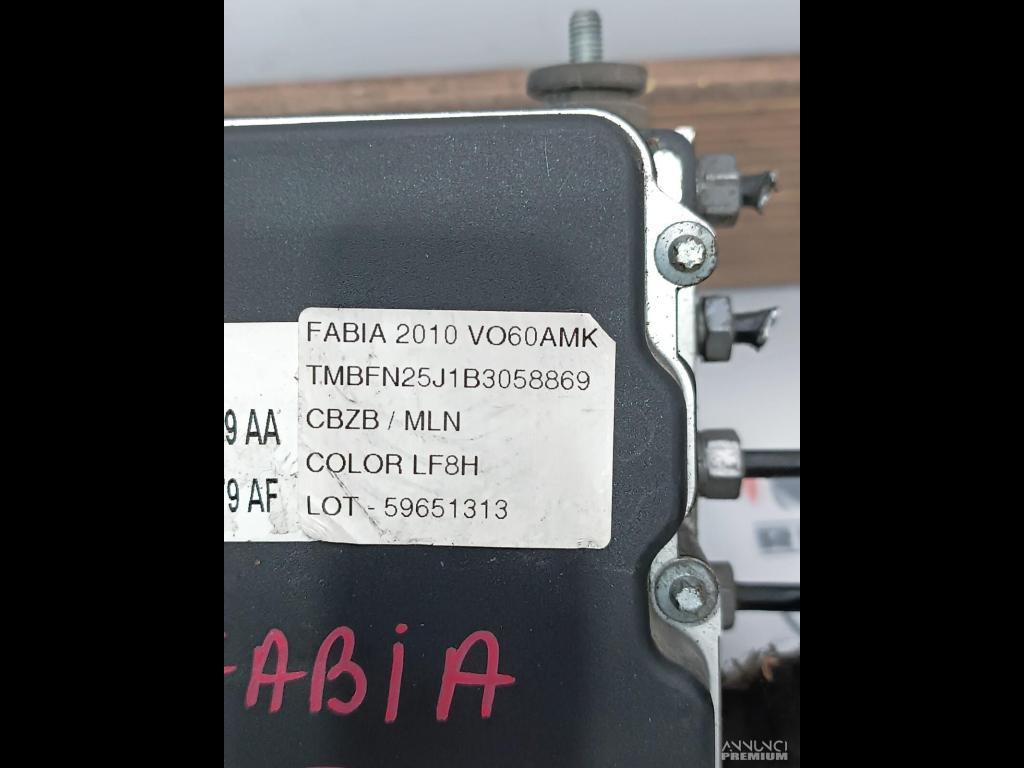 FABIA 2010 VO60AMK
TMBFN25J1B3058869
CBZB / MLN
COLOR LF8H
LOT - 59651313
9 AA
9 AF
FABiA
ANNUNCI
PREMIUM